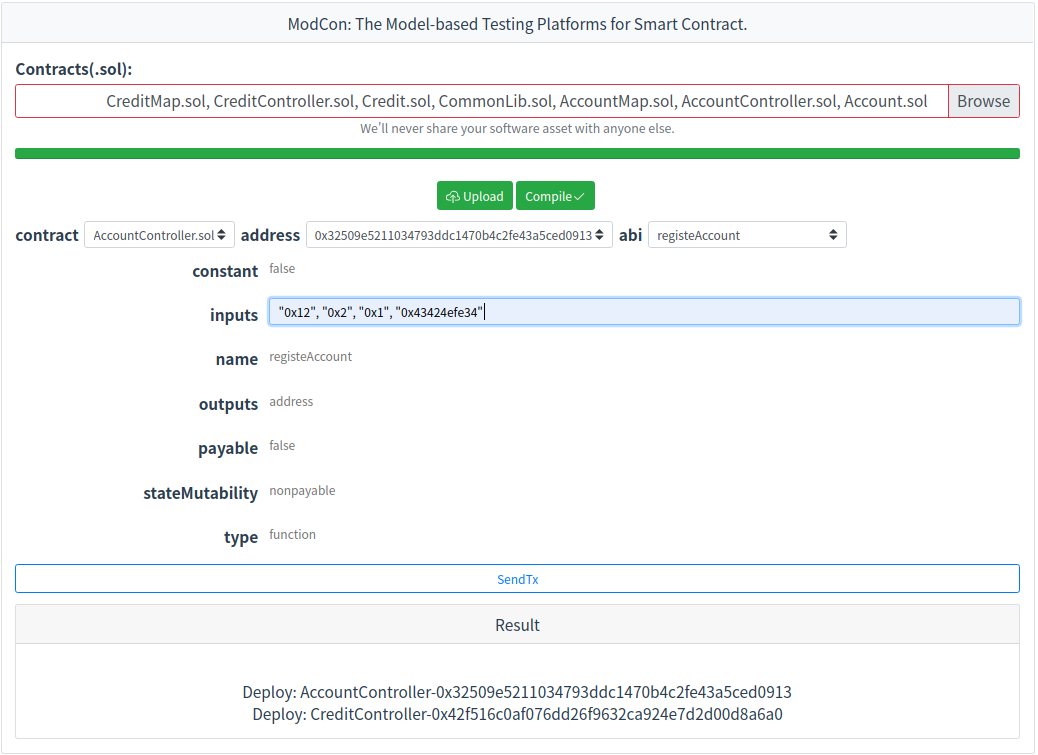 ModCon: The Model-based Testing Platforms for Smart Contract.
Contracts(.sol):
CreditMap.sol, CreditController.sol, Credit.sol, CommonLib.sol, AccountMap.sol, AccountController.sol, Account.sol Browse
We'll never share your software asset with anyone else.
Upload Compile✓
contract AccountController.sol address 0x32509e5211034793ddc1470b4c2fe43a5ced0913 abi registeAccount
constant false
inputs "0x12", "0x2", "0x1", "0x43424efe34"
name registeAccount
outputs address
payable false
stateMutability nonpayable
type function
SendTx
Result
Deploy: AccountController-0x32509e5211034793ddc1470b4c2fe43a5ced0913
Deploy: CreditController-0x42f516c0af076dd26f9632ca924e7d2d00d8a6a0